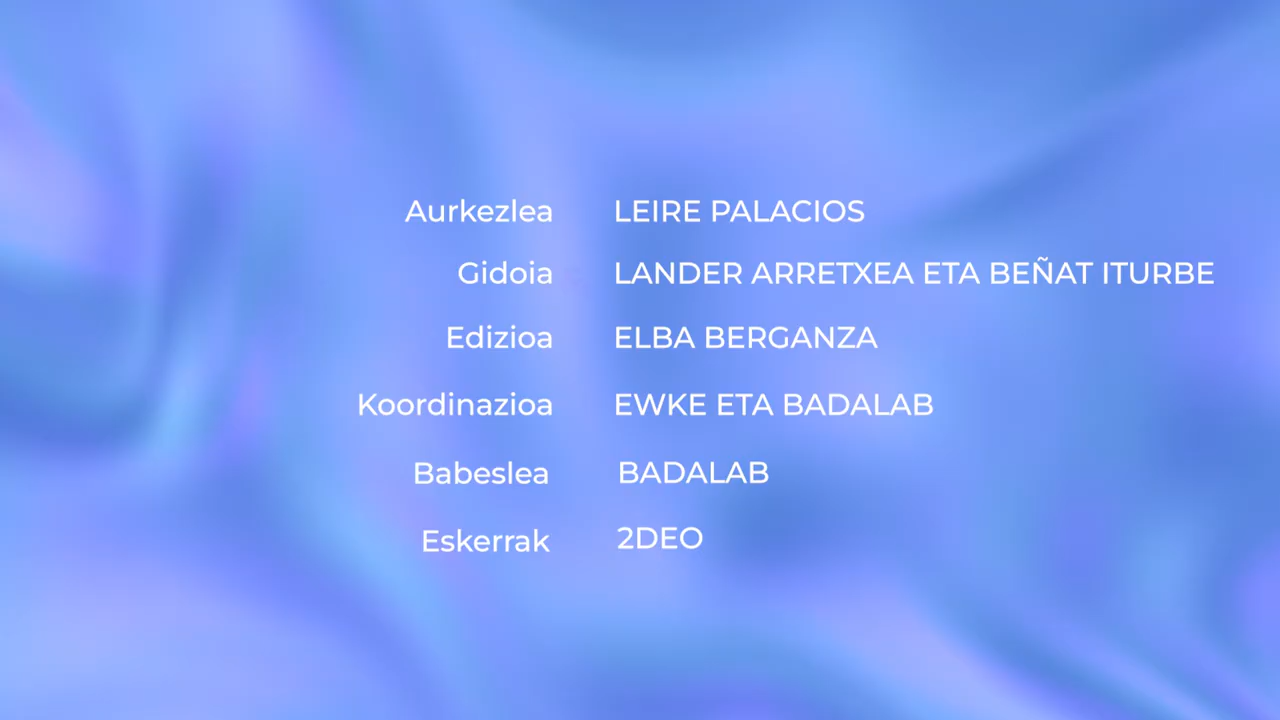 Aurkezlea LEIRE PALACIOS
Gidoia LANDER ARRETXEA ETA BEÑAT ITURBE
Edizioa ELBA BERGANZA
Koordinazioa EWKE ETA BADALAB
Babeslea BADALAB
Eskerrak 2DEO